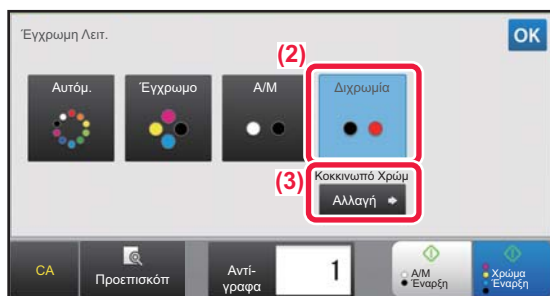 Έγχρωμη Λειτ.
OK
(2)
Αυτόμ.
Έγχρωμο
Α/Μ
Διχρωμία
(3)
Κοκκινωπό Χρώμ
Αλλαγή
CA
Προεπισκόπ
Αντί-
γραφα
1
Α/Μ
Έναρξη
Χρώμα
Έναρξη